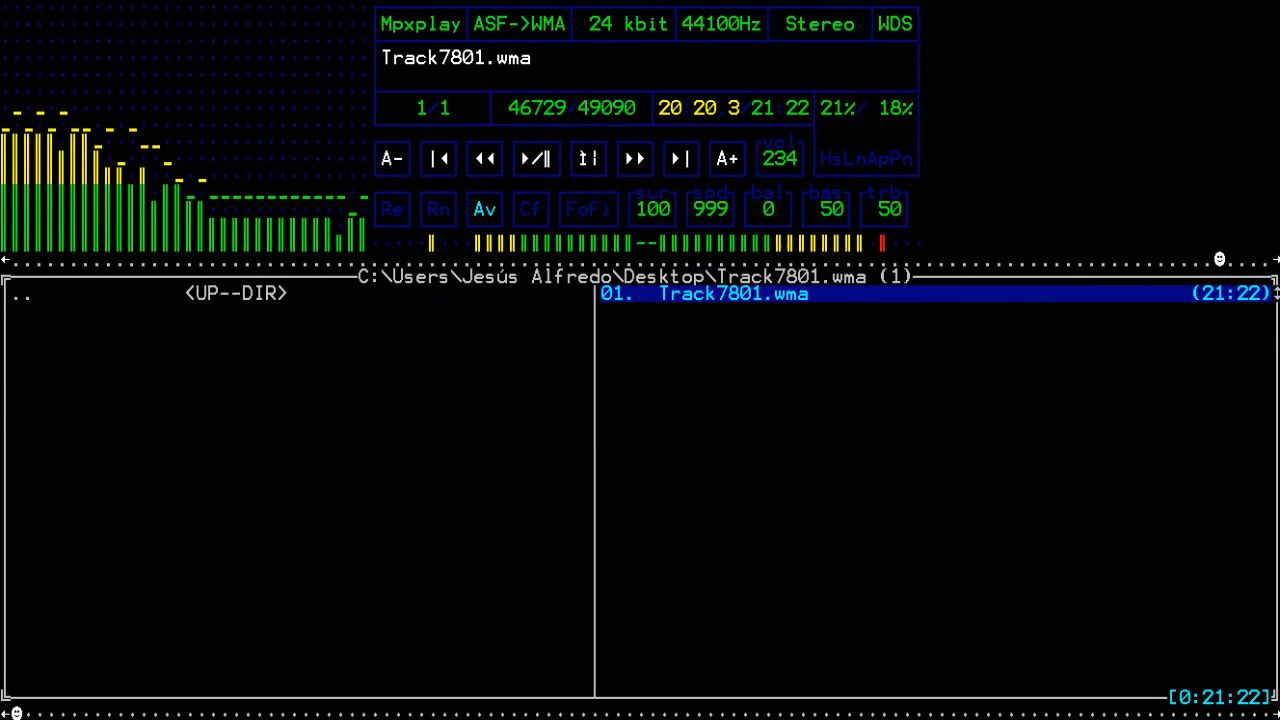 Mpxplay ASF->WMA 24 kbit 44100Hz Stereo WDS
Track7801.wma
1/1 46729/49090 20:20.3/21:22 21%/ 18%
vol
A- |◄ ◄◄ ►/‖ 1¦ ►► ►| A+ 234 HsLnApPn
sur spd bal bas trb
Re Rn Av Cf FoFi 100 999 0 50 50
C:\Users\Jesús Alfredo\Desktop\Track7801.wma (1)
.. <UP--DIR> 01. Track7801.wma (21:22)
[0:21:22]